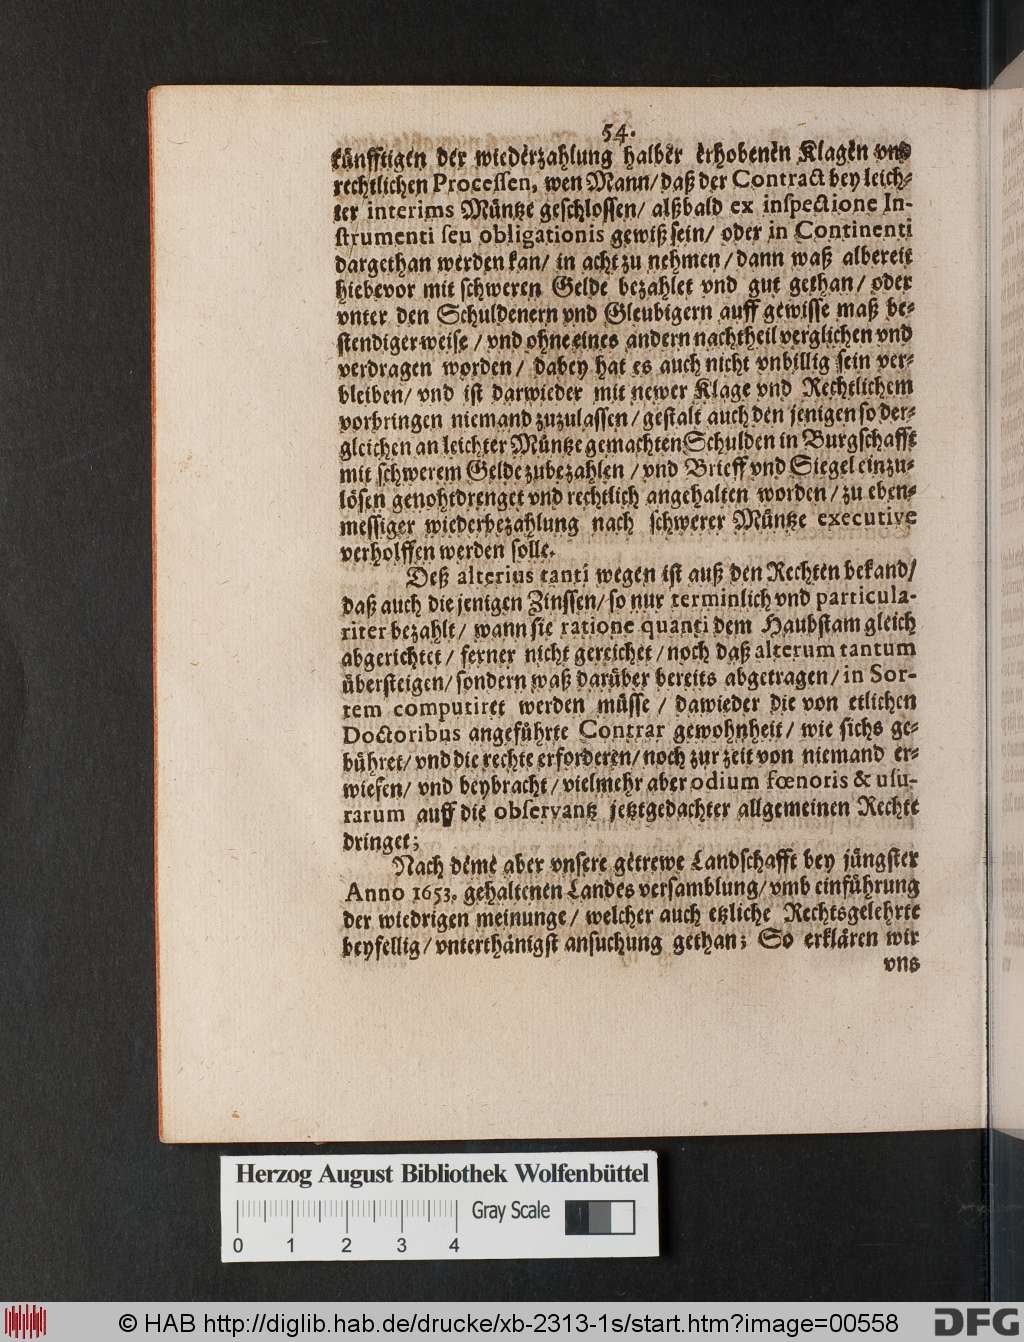 54.
künfftigen der wiederzahlung halber erhobenen Klagen vnd
rechtlichen Processen, wen Mann/ daß der Contract bey leich-
ter interims Müntze geschlossen/ alßbald ex inspectione In-
strumenti seu obligationis gewiß sein/ oder in Continenti
dargethan werden kan/ in acht zu nehmen/ dann waß albereit
hiebevor mit schweren Gelde bezahlet vnd gut gethan/ oder
vnter den Schuldenern vnd Gleubigern auff gewisse maß be-
stendiger weise/ vnd ohne eines andern nachtheil verglichen vnd
verdragen worden/ dabey hat es auch nicht vnbillig sein ver-
bleiben/ vnd ist darwieder mit newer Klage vnd Rechtlichem
vorbringen niemand zuzulassen/ gestalt auch den jenigen so der-
gleichen an leichter Müntze gemachten Schulden in Burgschafft
mit schwerem Gelde zubezahlen/ vnd Brieff vnd Siegel einzu-
lösen genohtdrenget vnd rechtlich angehalten worden/ zu eben-
messiger wiederbezahlung nach schwerer Müntze executive
verholffen werden solle.
Deß alterius tanti wegen ist auß den Rechten bekand/
daß auch die jenigen Zinssen/ so nur terminlich vnd particula-
riter bezahlt/ wann sie ratione quanti dem Haubstam gleich
abgerichtet/ ferner nicht gereichet/ noch daß alterum tantum
übersteigen/ sondern waß darüber bereits abgetragen/ in Sor-
tem computiret werden müsse/ dawieder die von etlichen
Doctoribus angeführte Contrar gewohnheit/ wie sichs ge-
bühret/ vnd die rechte erforderen/ noch zur zeit von niemand er-
wiesen/ vnd beybracht/ vielmehr aber odium fœnoris & usu-
rarum auff die observantz jetztgedachter allgemeinen Rechte
dringet;
Nach deme aber vnsere getrewe Landschafft bey jüngster
Anno 1653. gehaltenen Landes versamblung/ vmb einführung
der wiedrigen meinunge/ welcher auch etzliche Rechtsgelehrte
beyfellig/ vnterthänigst ansuchung gethan; So erklären wir
vns
Herzog August Bibliothek Wolfenbüttel
Gray Scale
0 1 2 3 4
© HAB http://diglib.hab.de/drucke/xb-2313-1s/start.htm?image=00558
DFG